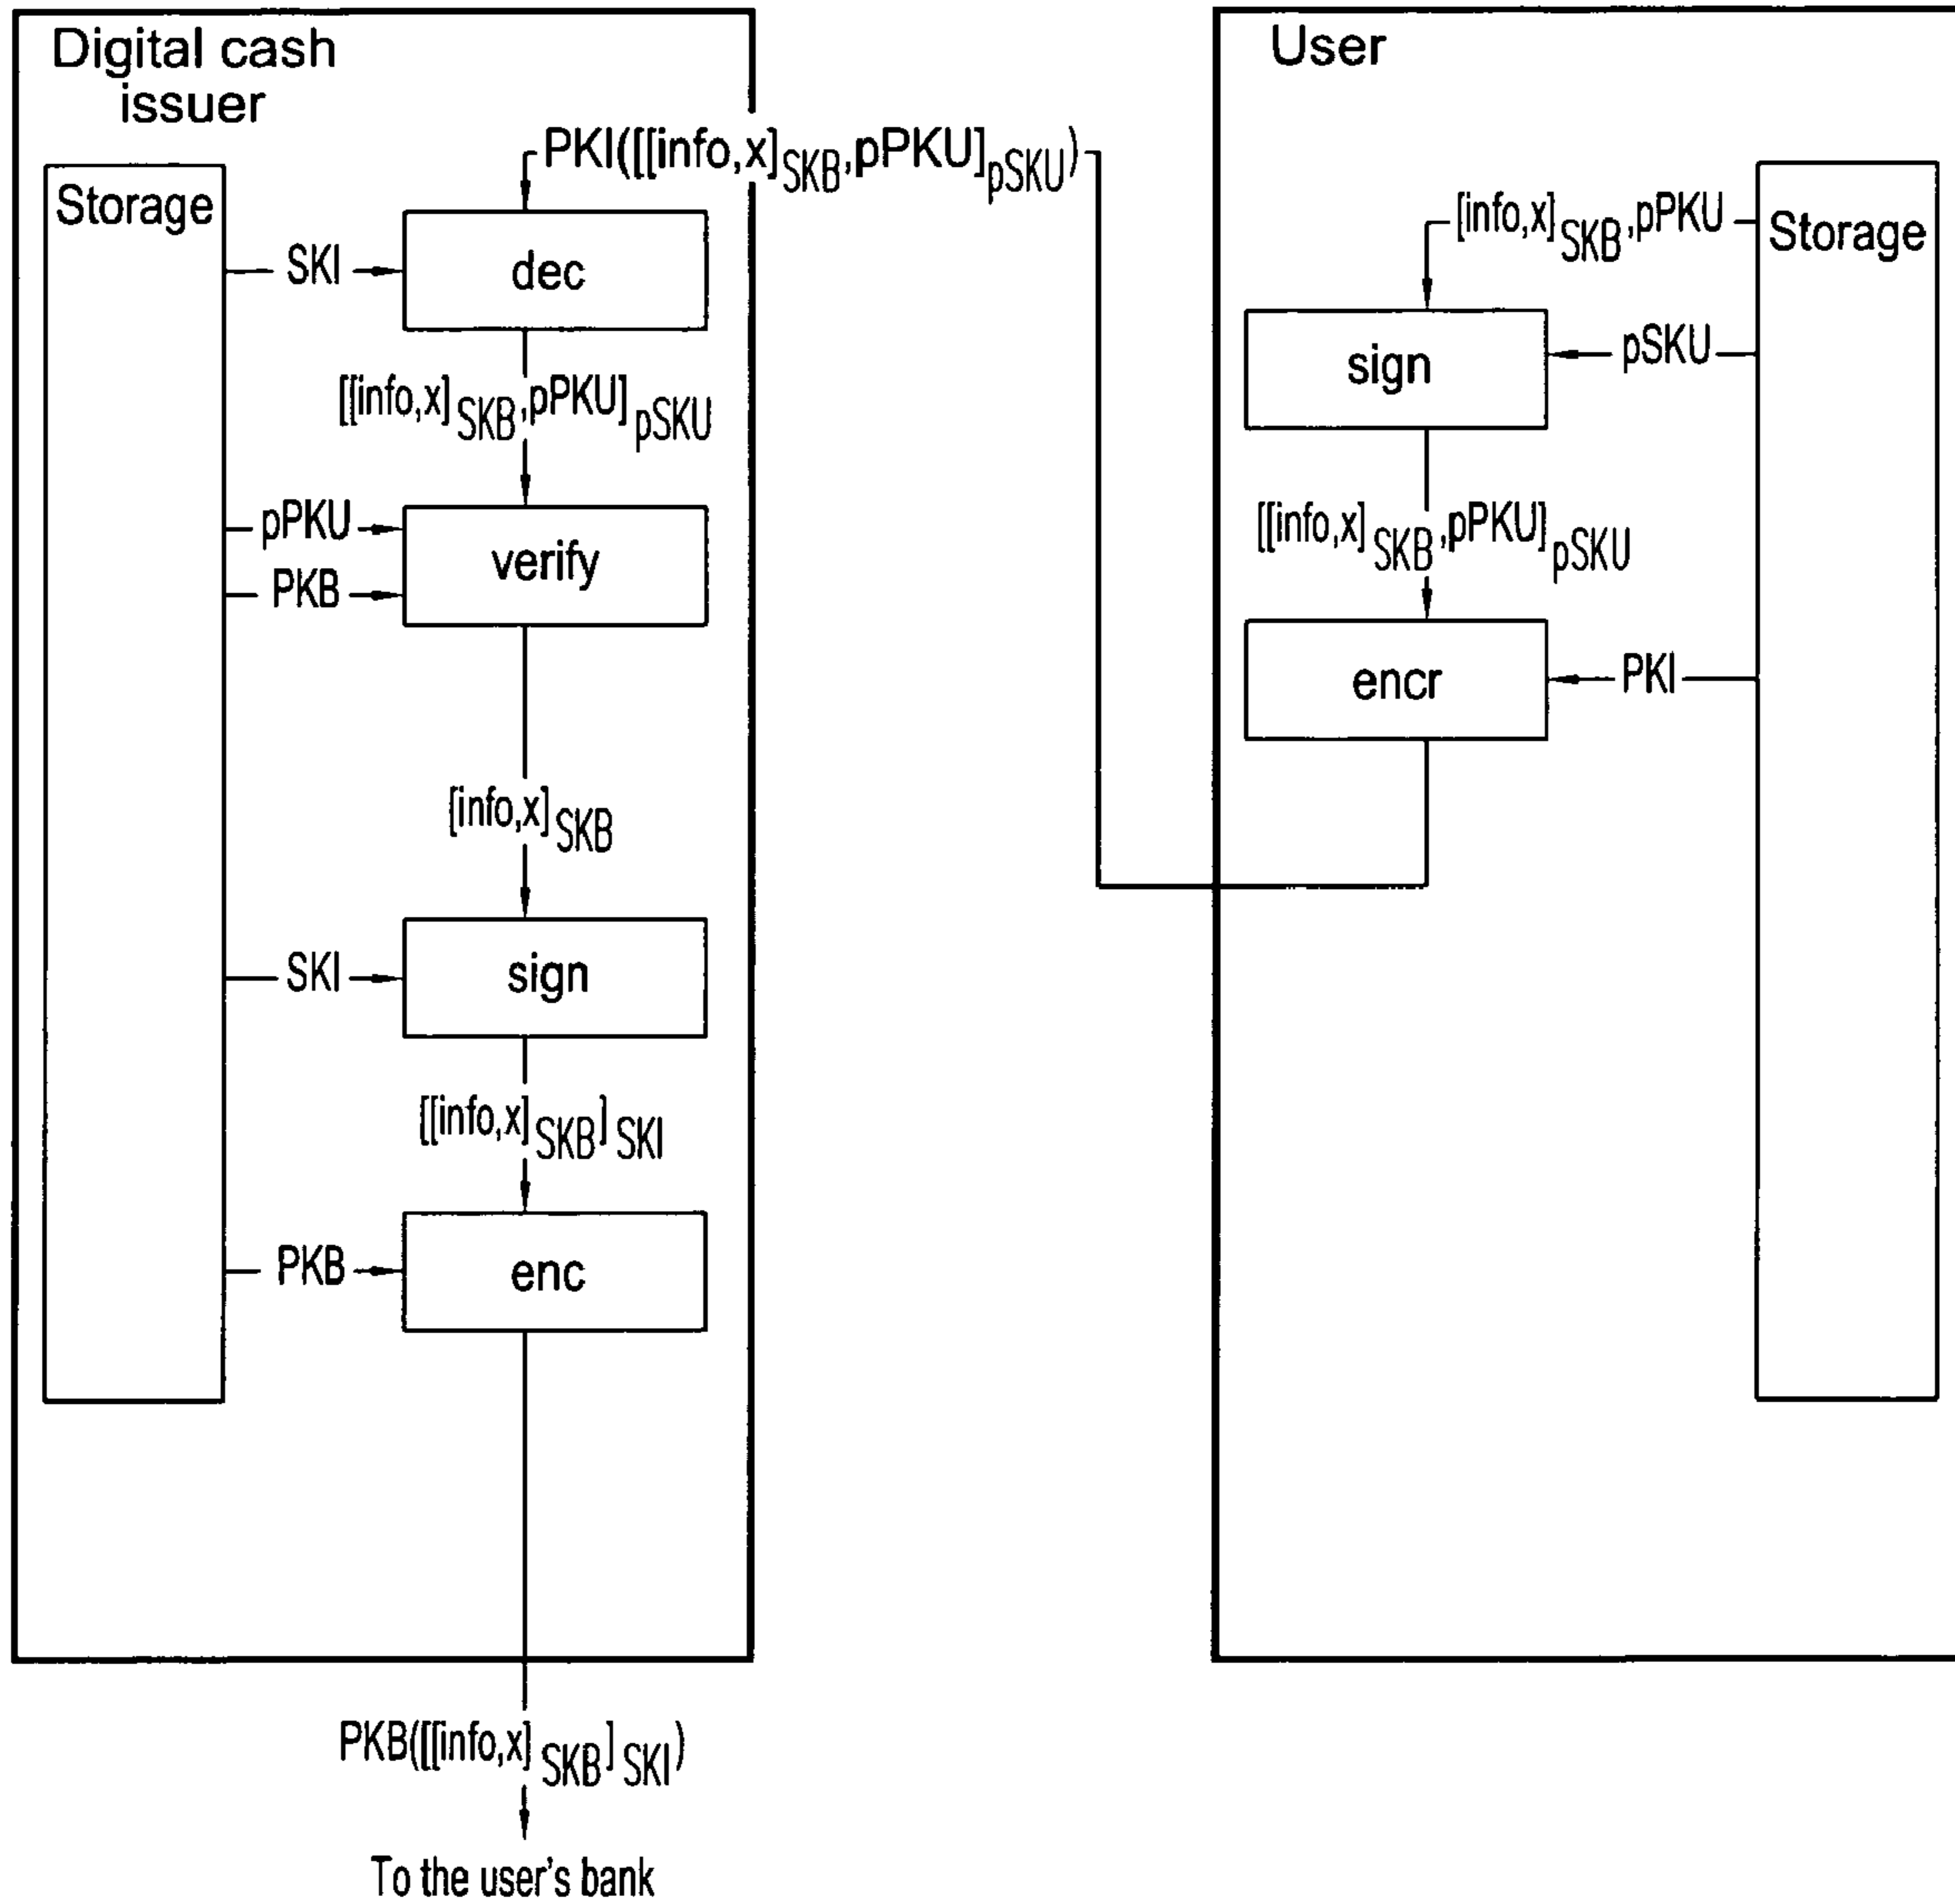 Digital cash
issuer
Storage
PKI([[info,x]SKB,pPKU]pSKU)
SKI
dec
[[info,x]SKB,pPKU]pSKU
pPKU
verify
PKB
[info,x]SKB
SKI
sign
[[info,x]SKB]SKI
PKB
enc
PKB([[info,x]SKB]SKI)
To the user's bank
User
[info,x]SKB,pPKU
Storage
pSKU
sign
[[info,x]SKB,pPKU]pSKU
PKI
encr